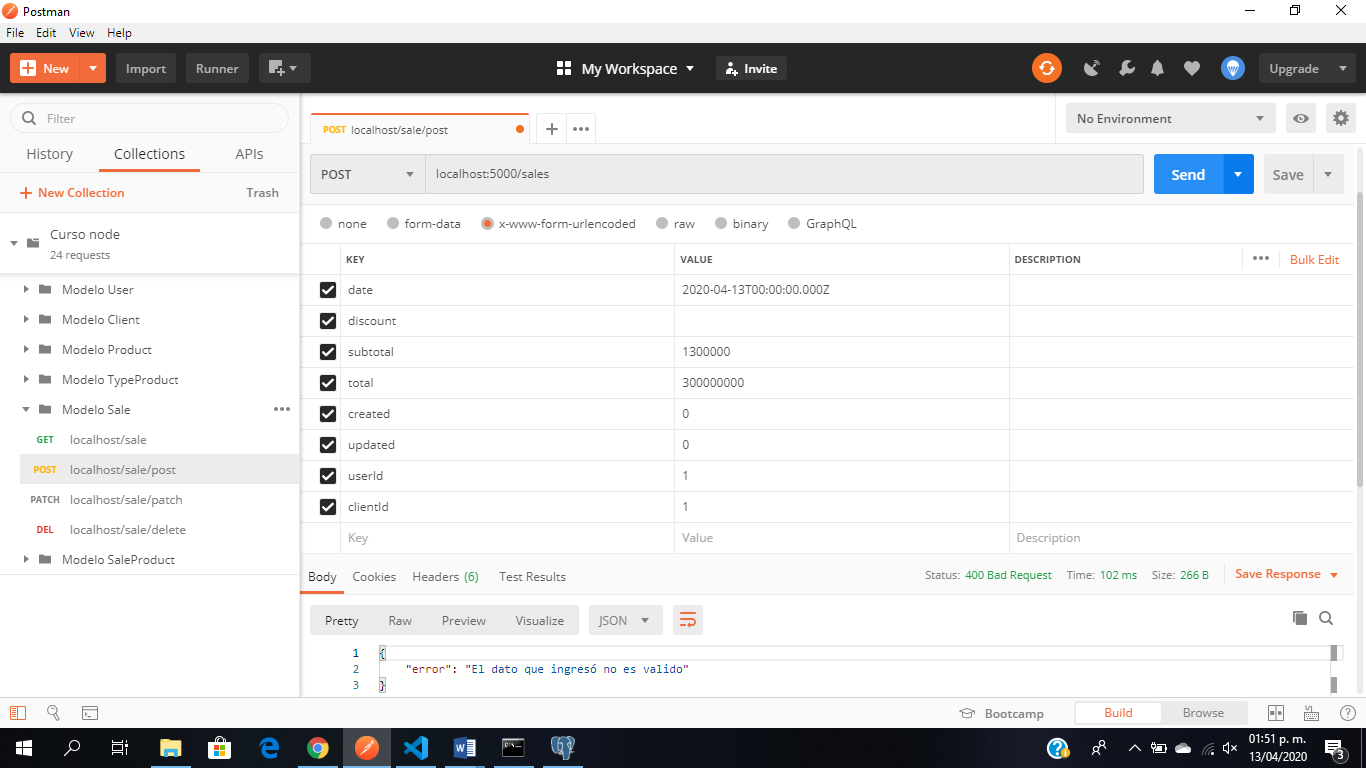 Postman
File Edit View Help
New Import Runner My Workspace Invite Upgrade
Filter
History Collections APIs
New Collection Trash
Curso node
24 requests
Modelo User
Modelo Client
Modelo Product
Modelo TypeProduct
Modelo Sale
GET localhost/sale
POST localhost/sale/post
PATCH localhost/sale/patch
DEL localhost/sale/delete
Modelo SaleProduct
POST localhost/sale/post
No Environment
POST localhost:5000/sales Send Save
none form-data x-www-form-urlencoded raw binary GraphQL
KEY VALUE DESCRIPTION Bulk Edit
date 2020-04-13T00:00:00.000Z
discount
subtotal 1300000
total 300000000
created 0
updated 0
userId 1
clientId 1
Key Value Description
Body Cookies Headers (6) Test Results Status: 400 Bad Request Time: 102 ms Size: 266 B Save Response
Pretty Raw Preview Visualize JSON
1 {
2 "error": "El dato que ingresó no es valido"
3 }
Bootcamp Build Browse
01:51 p. m.
13/04/2020
3